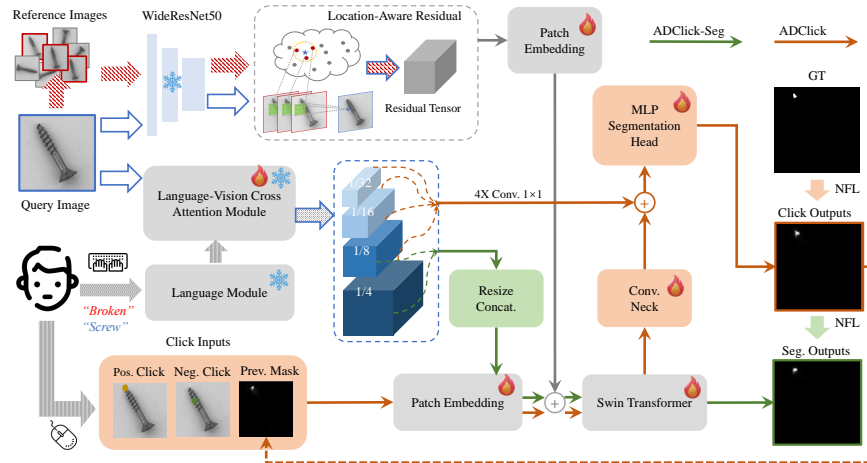 Reference Images
WideResNet50
Location-Aware Residual
Residual Tensor
Patch
Embedding
ADClick-Seg
ADClick
GT
MLP
Segmentation
Head
NFL
Query Image
Language-Vision Cross
Attention Module
1/32
1/16
1/8
1/4
4X Conv. 1×1
Click Outputs
Language Module
“Broken”
“Screw”
Resize
Concat.
Conv.
Neck
NFL
Click Inputs
Pos. Click
Neg. Click
Prev. Mask
Patch Embedding
Swin Transformer
Seg. Outputs